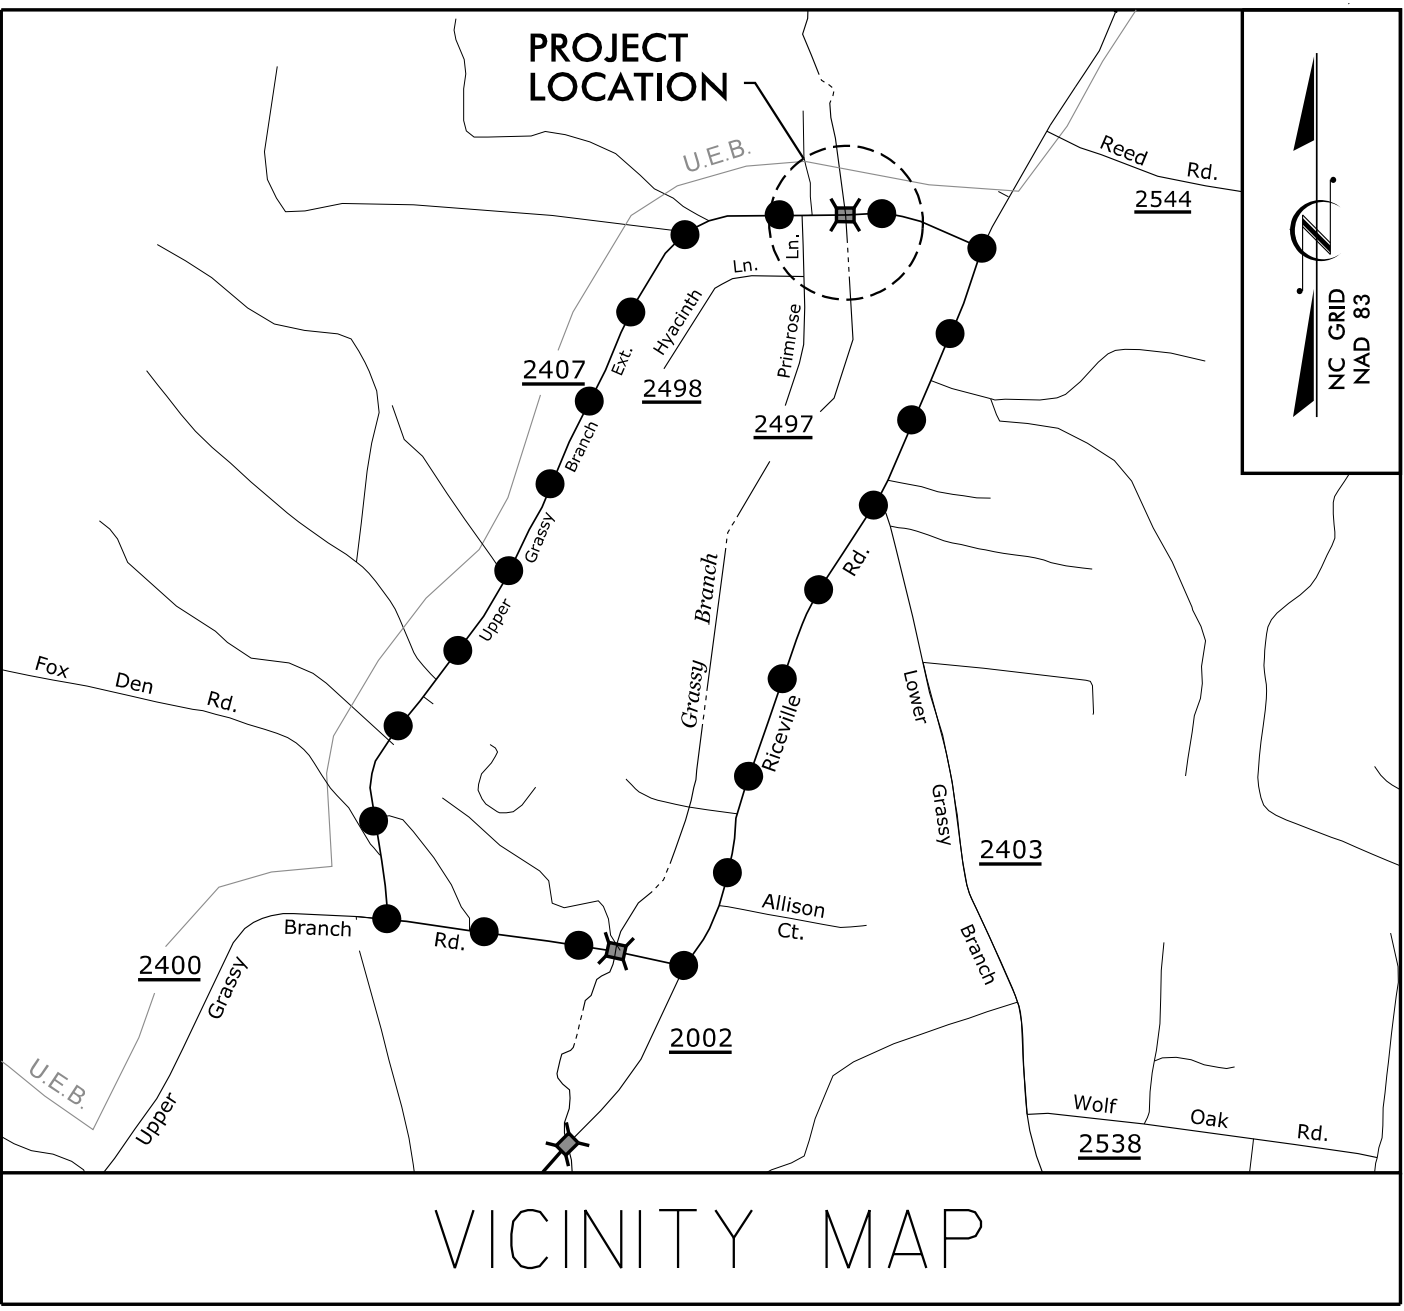 PROJECT
LOCATION
U.E.B.
Reed Rd.
2544
NC GRID
NAD 83
Ln.
Ln.
Hyacinth
Primrose
2407
Ext.
2498
2497
Branch
Grassy
Upper
Rd.
Branch
Grassy
Fox Den Rd.
Riceville
Lower
Grassy
Branch
2403
Allison
Ct.
Branch Rd.
2400
Grassy
Upper
2002
U.E.B.
Wolf Oak Rd.
2538
VICINITY MAP